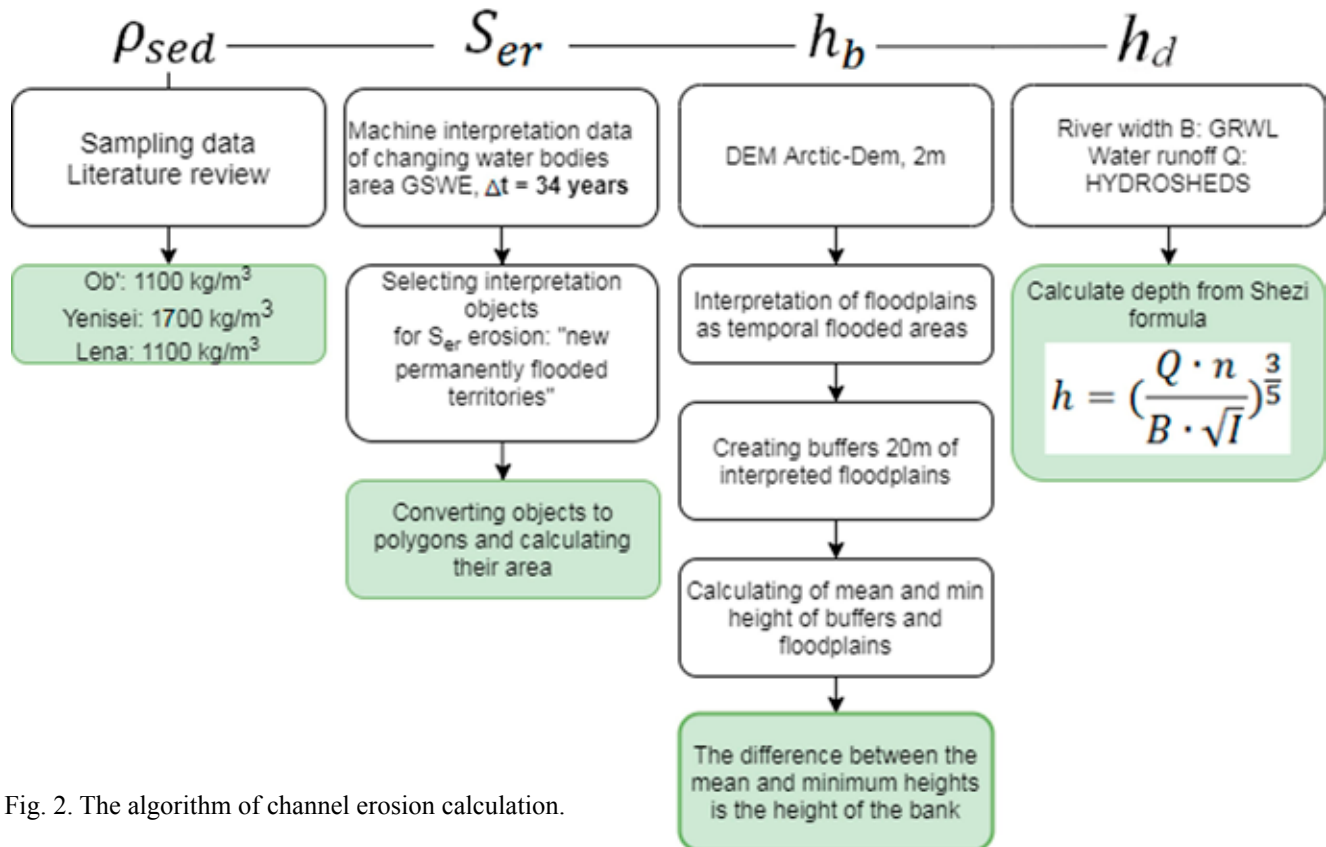 ρsed
Ser
hb
hd
Sampling data
Literature review
Ob': 1100 kg/m³
Yenisei: 1700 kg/m³
Lena: 1100 kg/m³
Machine interpretation data
of changing water bodies
area GSWE, Δt = 34 years
Selecting interpretation
objects
for Ser erosion: "new
permanently flooded
territories"
Converting objects to
polygons and calculating
their area
DEM Arctic-Dem, 2m
Interpretation of floodplains
as temporal flooded areas
Creating buffers 20m of
interpreted floodplains
Calculating of mean and min
height of buffers and
floodplains
The difference between the
mean and minimum heights
is the height of the bank
River width B: GRWL
Water runoff Q:
HYDROSHEDS
Calculate depth from Shezi
formula
h = (Q · n / B · √I)^3/5
Fig. 2. The algorithm of channel erosion calculation.